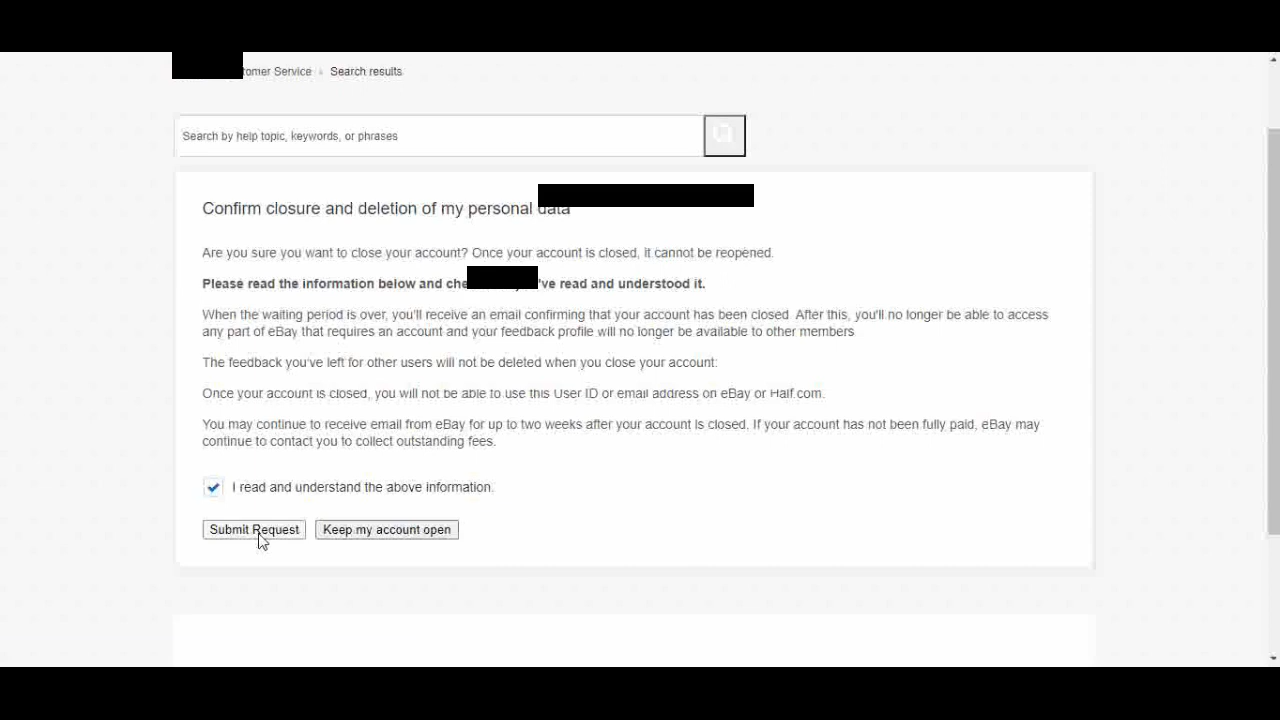 tomer Service Search results
Search by help topic, keywords, or phrases
Confirm closure and deletion of my personal data
Are you sure you want to close your account? Once your account is closed, it cannot be reopened.
Please read the information below and che 've read and understood it.
When the waiting period is over, you'll receive an email confirming that your account has been closed. After this, you'll no longer be able to access
any part of eBay that requires an account and your feedback profile will no longer be available to other members
The feedback you've left for other users will not be deleted when you close your account.
Once your account is closed, you will not be able to use this User ID or email address on eBay or Half.com.
You may continue to receive email from eBay for up to two weeks after your account is closed. If your account has not been fully paid, eBay may
continue to contact you to collect outstanding fees.
I read and understand the above information.
Submit Request Keep my account open